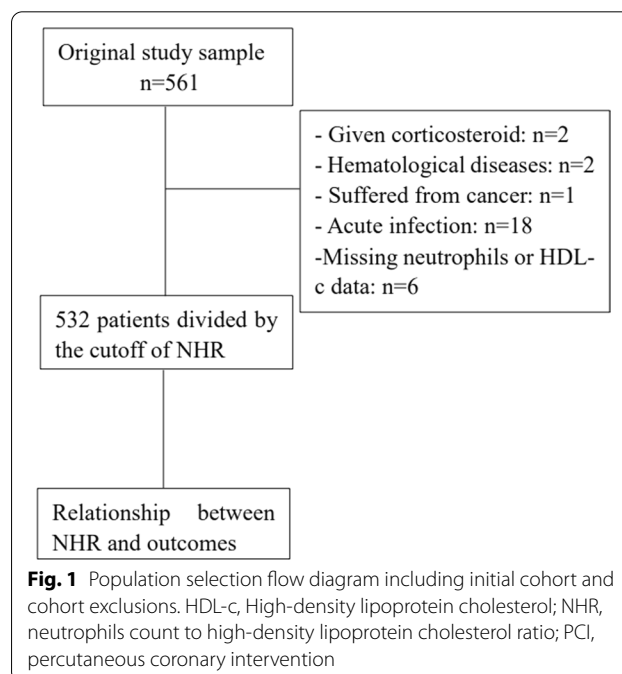 Original study sample
n=561
- Given corticosteroid: n=2
- Hematological diseases: n=2
- Suffered from cancer: n=1
- Acute infection: n=18
-Missing neutrophils or HDL-
c data: n=6
532 patients divided by
the cutoff of NHR
Relationship between
NHR and outcomes
Fig. 1 Population selection flow diagram including initial cohort and
cohort exclusions. HDL-c, High-density lipoprotein cholesterol; NHR,
neutrophils count to high-density lipoprotein cholesterol ratio; PCI,
percutaneous coronary intervention